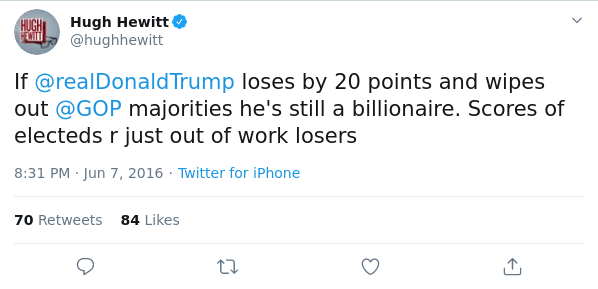 HUGH
HEWITT
Hugh Hewitt
@hughhewitt
If @realDonaldTrump loses by 20 points and wipes
out @GOP majorities he's still a billionaire. Scores of
electeds r just out of work losers
8:31 PM · Jun 7, 2016 · Twitter for iPhone
70 Retweets 84 Likes